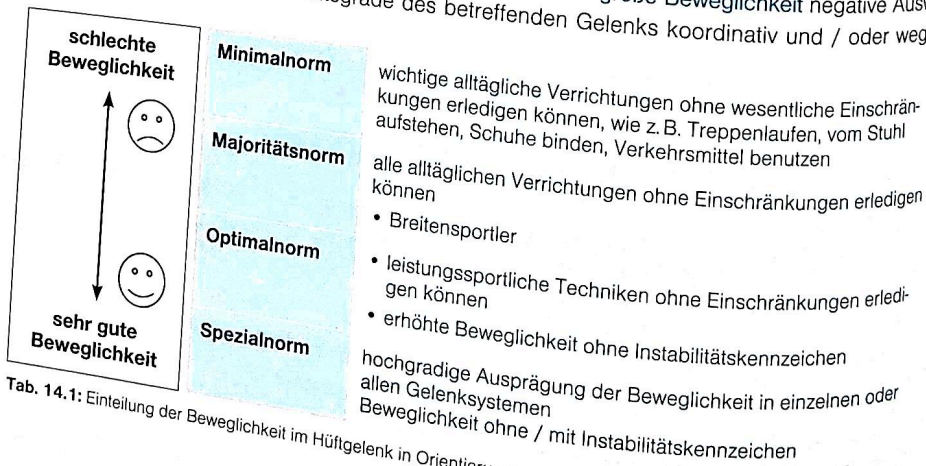 große Beweglichkeit negative
grade des betreffenden Gelenks koordinativ und / oder
schlechte
Beweglichkeit
sehr gute
Beweglichkeit
Minimalnorm
wichtige alltägliche Verrichtungen ohne wesentliche Einschrän-
kungen erledigen können, wie z. B. Treppenlaufen, vom Stuhl
aufstehen, Schuhe binden, Verkehrsmittel benutzen
Majoritätsnorm
alle alltäglichen Verrichtungen ohne Einschränkungen erledigen
können
• Breitensportler
Optimalnorm
• leistungssportliche Techniken ohne Einschränkungen erledi-
gen können
• erhöhte Beweglichkeit ohne Instabilitätskennzeichen
Spezialnorm
hochgradige Ausprägung der Beweglichkeit in einzelnen oder
allen Gelenksystemen
Beweglichkeit ohne / mit Instabilitätskennzeichen
Tab. 14.1: Einteilung der Beweglichkeit im Hüftgelenk in